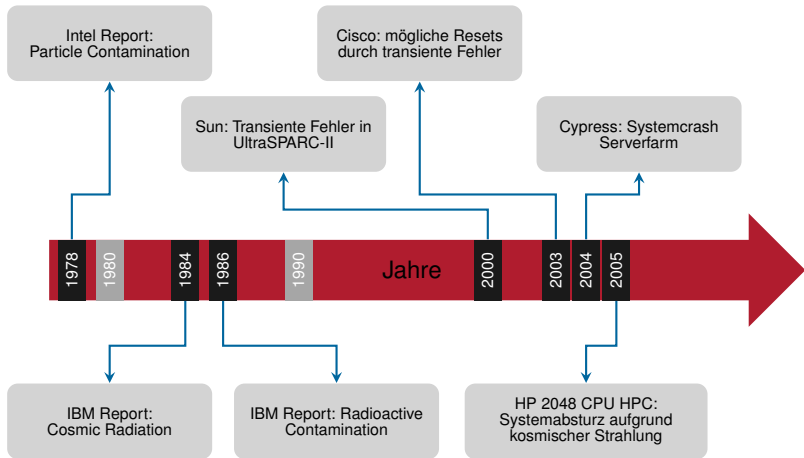 Intel Report:
Particle Contamination
Cisco: mögliche Resets
durch transiente Fehler
Sun: Transiente Fehler in
UltraSPARC-II
Cypress: Systemcrash
Serverfarm
1978
1980
1984
1986
1990
Jahre
2000
2003
2004
2005
IBM Report:
Cosmic Radiation
IBM Report: Radioactive
Contamination
HP 2048 CPU HPC:
Systemabsturz aufgrund
kosmischer Strahlung